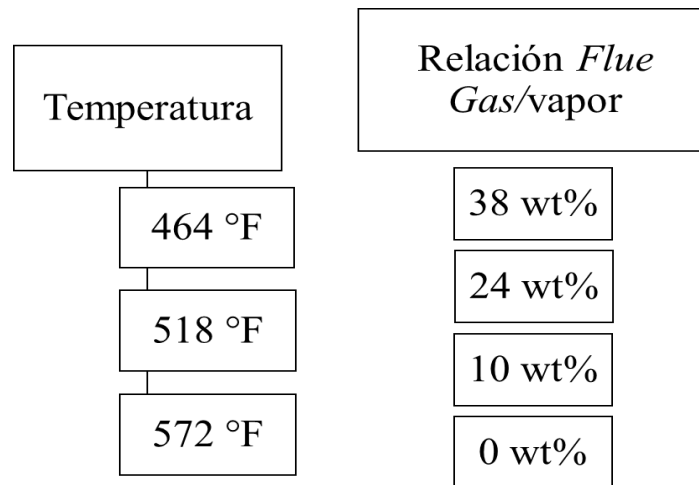 Temperatura
464 °F
518 °F
572 °F
Relación Flue
Gas/vapor
38 wt%
24 wt%
10 wt%
0 wt%